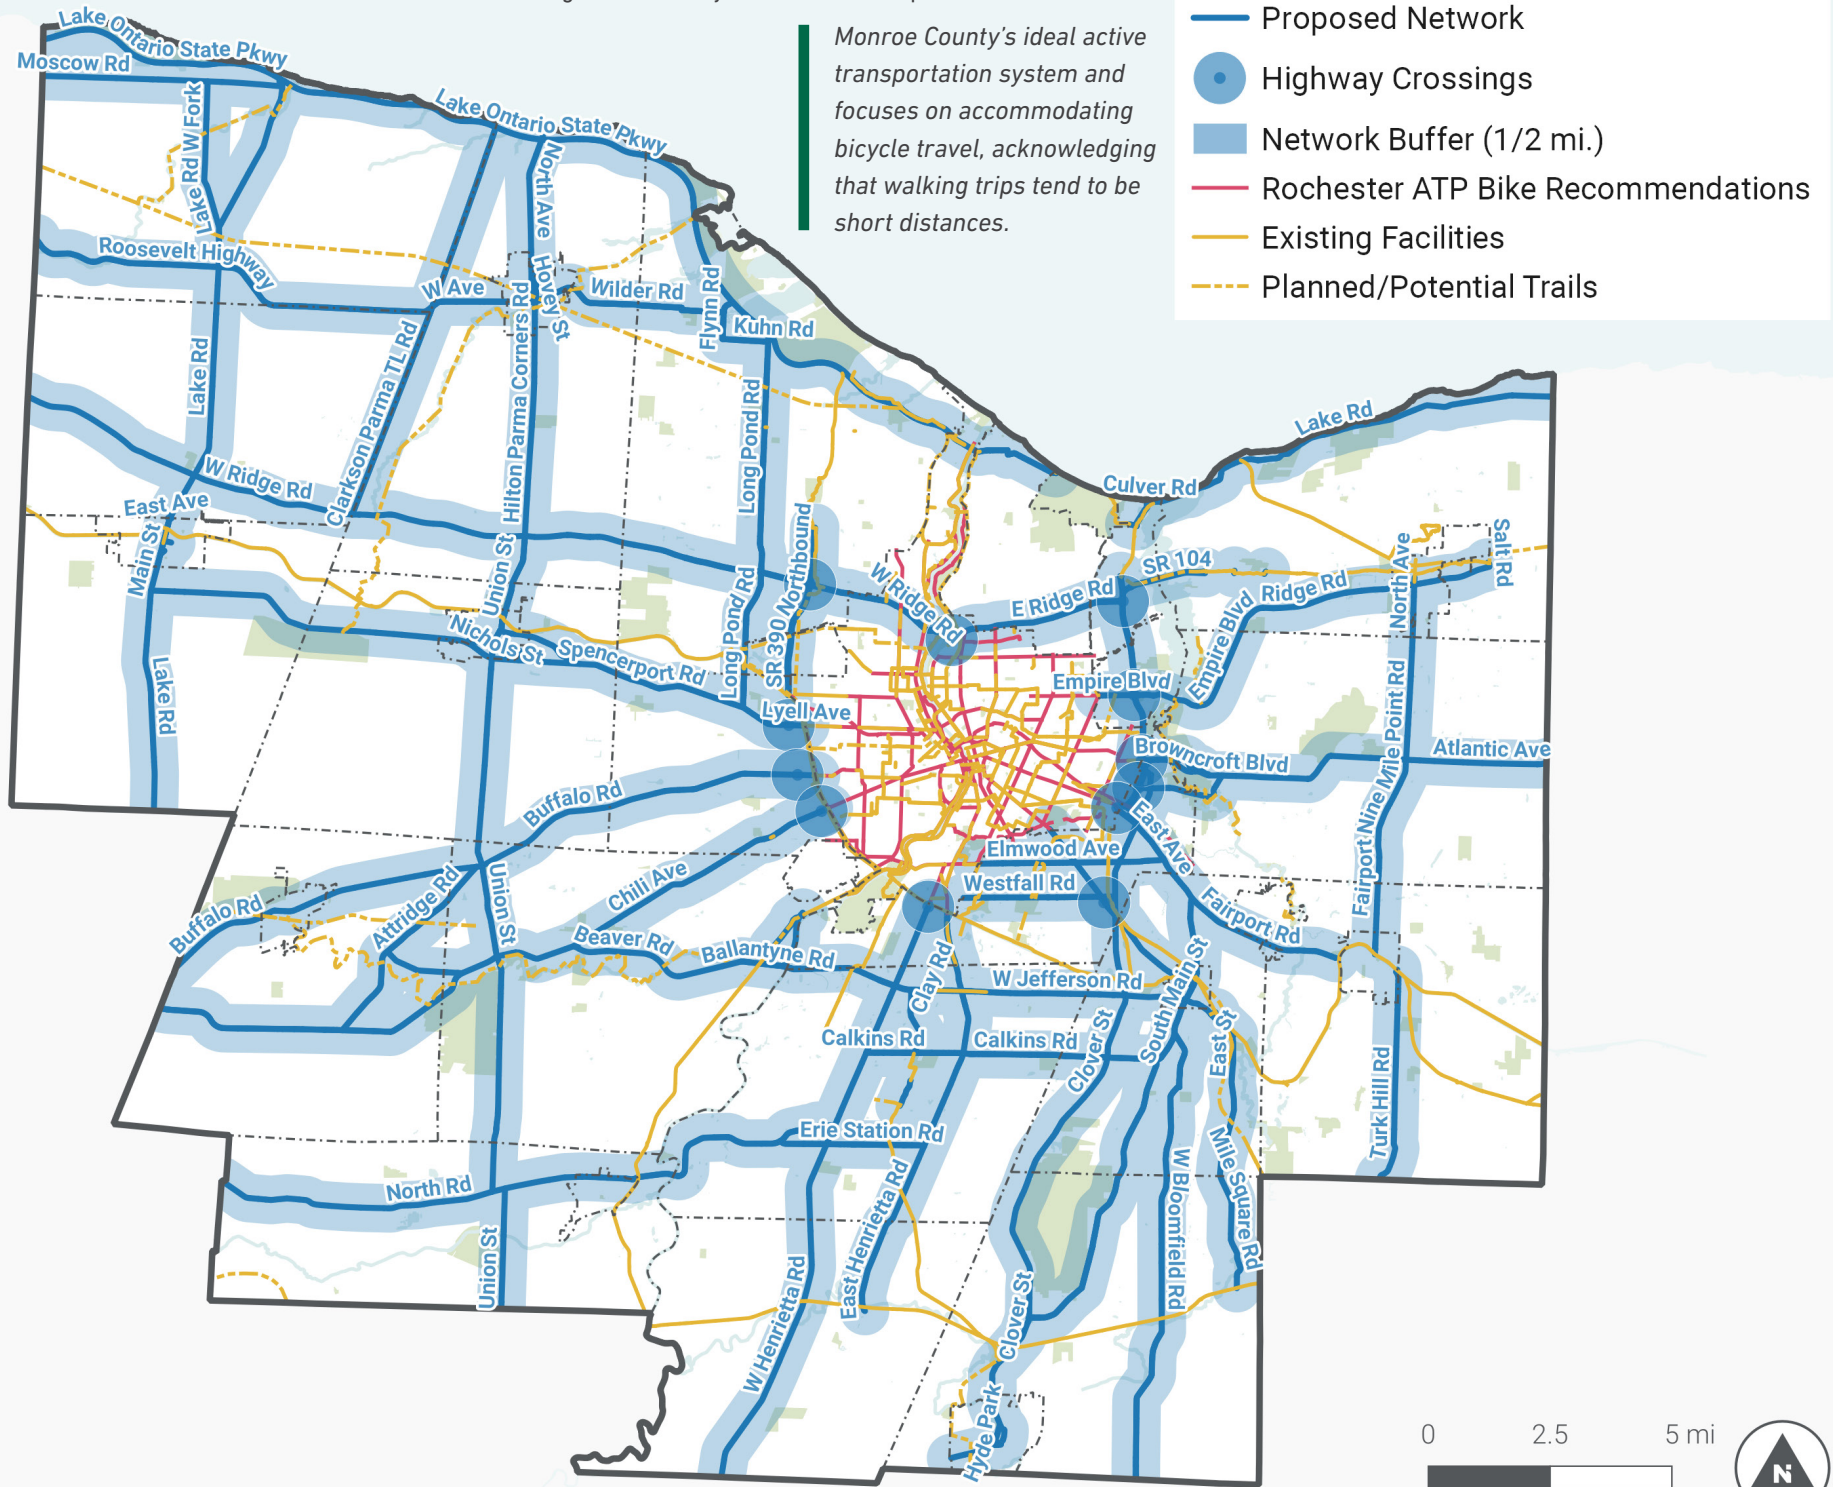 Monroe County's ideal active
transportation system and
focuses on accommodating
bicycle travel, acknowledging
that walking trips tend to be
short distances.
Proposed Network
Highway Crossings
Network Buffer (1/2 mi.)
Rochester ATP Bike Recommendations
Existing Facilities
Planned/Potential Trails
Lake Ontario State Pkwy
Moscow Rd
Lake Ontario State Pkwy
Lake Rd W Fork
North Ave
Roosevelt Highway
W Ave
Hovey St
Wilder Rd
Flynn Rd
Kuhn Rd
Lake Rd
Clarkson Parma TL Rd
Hilton Parma Corners Rd
Long Pond Rd
Lake Rd
W Ridge Rd
East Ave
Main St
Culver Rd
SR 104
North Ave
Salt Rd
Union St
Long Pond Rd
SR 390 Northbound
W Ridge Rd
E Ridge Rd
Empire Blvd
Ridge Rd
Nichols St
Spencerport Rd
Lake Rd
Lyell Ave
Empire Blvd
Browncroft Blvd
Fairport Nine Mile Point Rd
Atlantic Ave
Buffalo Rd
East Ave
Elmwood Ave
Westfall Rd
Chili Ave
Union St
Attridge Rd
Buffalo Rd
Fairport Rd
Beaver Rd
Ballantyne Rd
Clay Rd
W Jefferson Rd
South Main St
Calkins Rd
Calkins Rd
Clover St
East St
Turk Hill Rd
Erie Station Rd
Mile Square Rd
W Bloomfield Rd
North Rd
East Henrietta Rd
Union St
W Henrietta Rd
Clover St
Hyde Park
0
2.5
5 mi
N